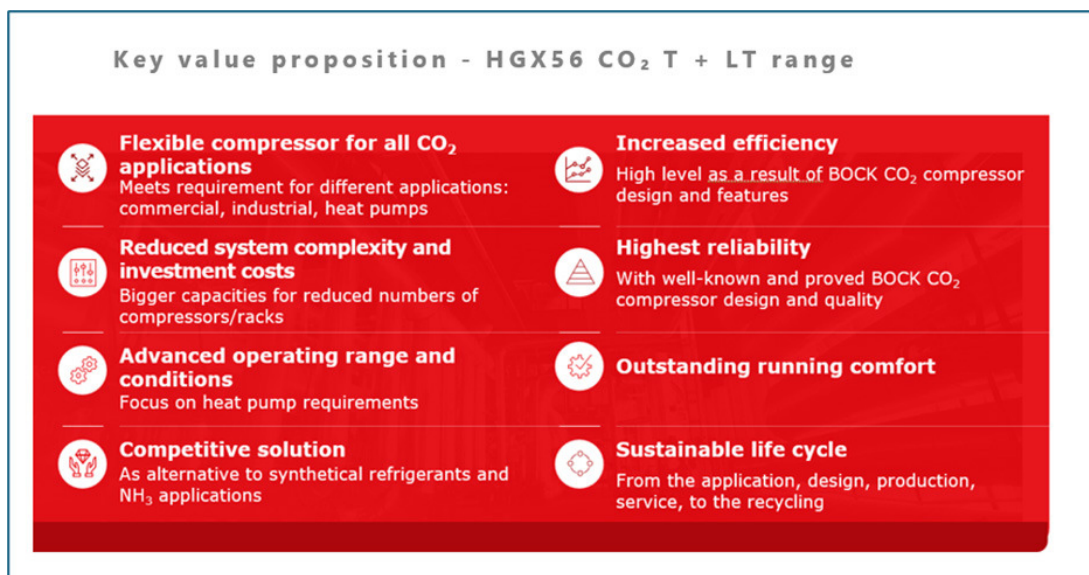 Key value proposition - HGX56 CO₂ T + LT range
Flexible compressor for all CO₂
applications
Meets requirement for different applications:
commercial, industrial, heat pumps
Reduced system complexity and
investment costs
Bigger capacities for reduced numbers of
compressors/racks
Advanced operating range and
conditions
Focus on heat pump requirements
Competitive solution
As alternative to synthetical refrigerants and
NH₃ applications
Increased efficiency
High level as a result of BOCK CO₂ compressor
design and features
Highest reliability
With well-known and proved BOCK CO₂
compressor design and quality
Outstanding running comfort
Sustainable life cycle
From the application, design, production,
service, to the recycling